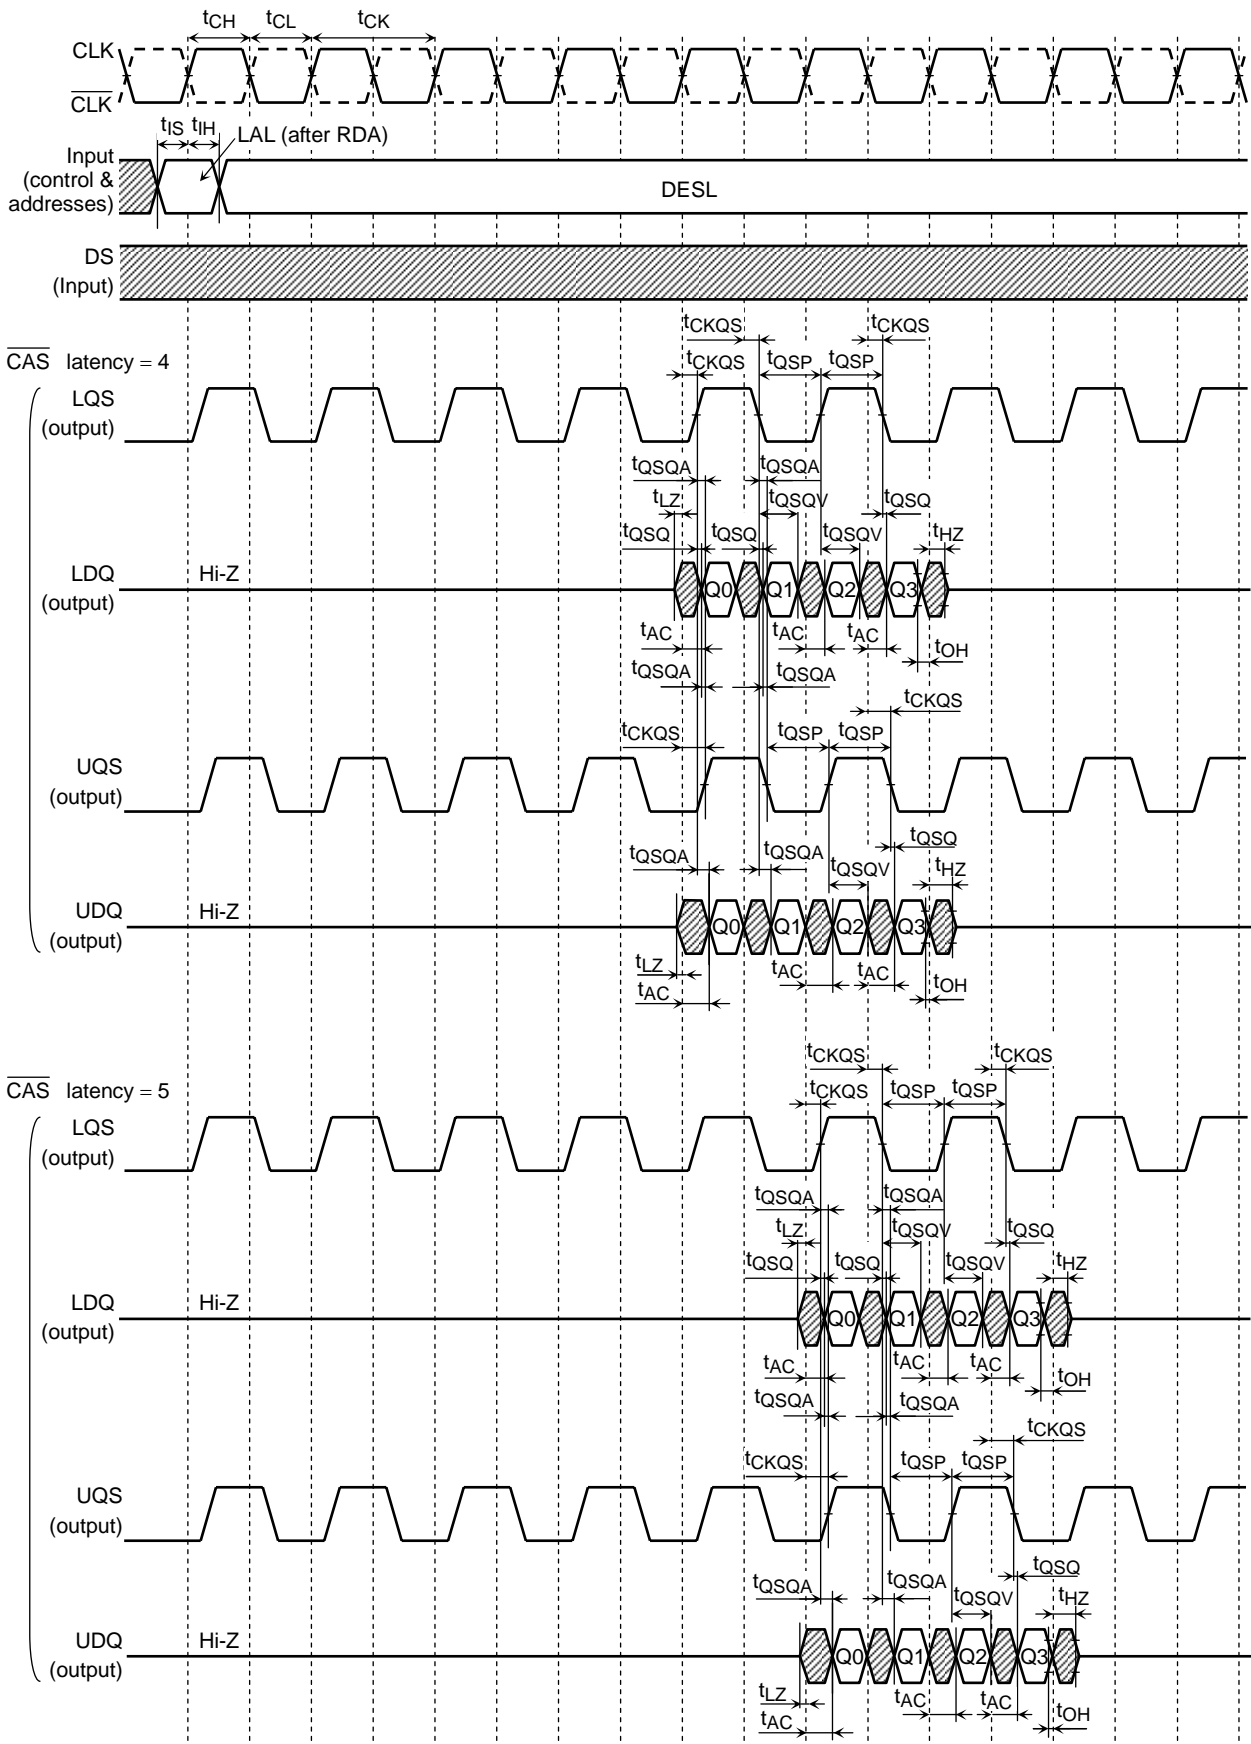 tCH tCL tCK
CLK
CLK
tIS tIH LAL (after RDA)
Input
(control &
addresses)
DESL
DS
(Input)
tCKQS tCKQS
CAS latency = 4
tCKQS tQSP tQSP
LQS
(output)
tQSQA tQSQA
tLZ tQSQV tQSQ
tQSQ tQSQ tQSQV tHZ
LDQ
(output)
Hi-Z
Q0 Q1 Q2 Q3
tAC tAC tAC
tOH
tQSQA tQSQA
tCKQS
tCKQS tQSP tQSP
UQS
(output)
tQSQ
tQSQA tQSQA tQSQV tHZ
UDQ
(output)
Hi-Z
Q0 Q1 Q2 Q3
tLZ tAC tAC
tOH
tAC
tCKQS tCKQS
CAS latency = 5
tCKQS tQSP tQSP
LQS
(output)
tQSQA tQSQA
tLZ tQSQV tQSQ
tQSQ tQSQ tQSQV tHZ
LDQ
(output)
Hi-Z
Q0 Q1 Q2 Q3
tAC tAC tAC
tOH
tQSQA tQSQA
tCKQS
tCKQS tQSP tQSP
UQS
(output)
tQSQ
tQSQA tQSQA tQSQV tHZ
UDQ
(output)
Hi-Z
Q0 Q1 Q2 Q3
tLZ tAC tAC
tOH
tAC